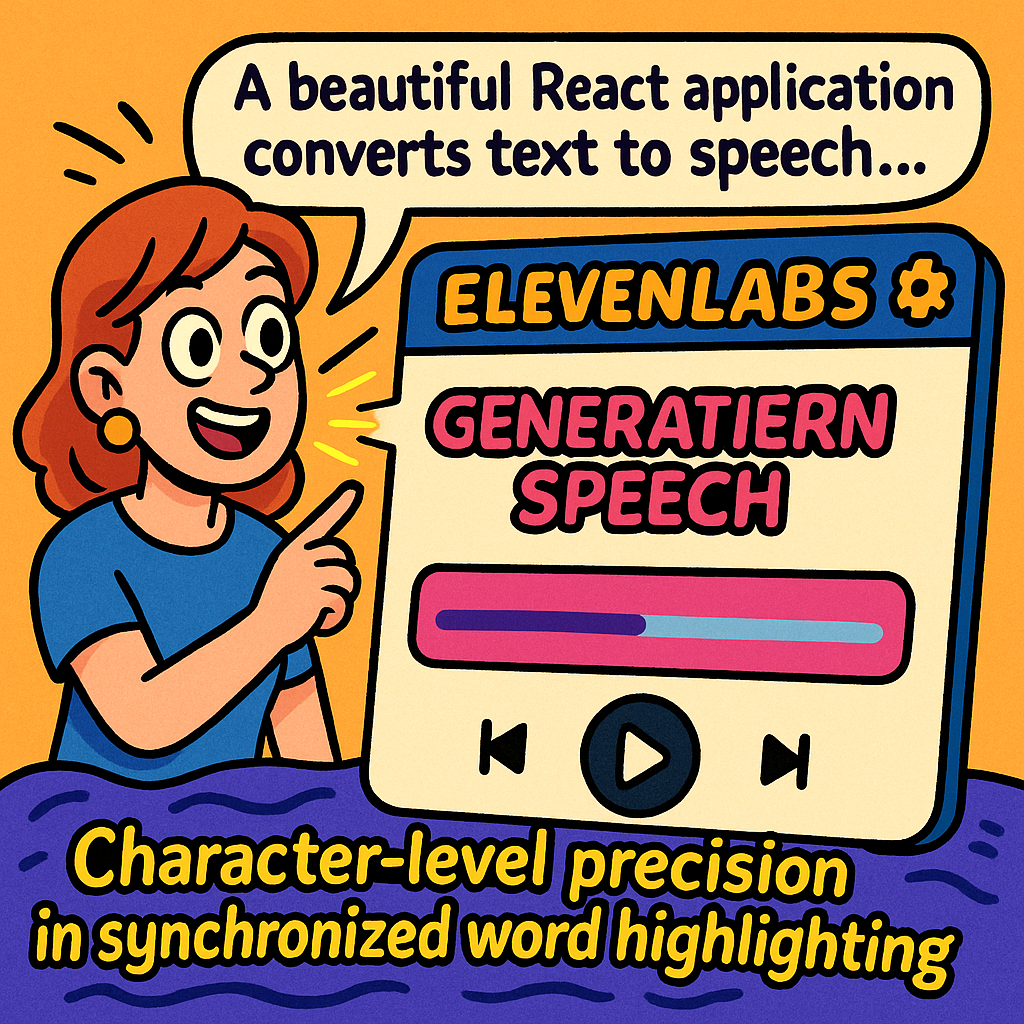 A beautiful React application
converts text to speech...
ELEVENLABS
GENERATIERN
SPEECH
Character-level precision
in synchronized word highlighting